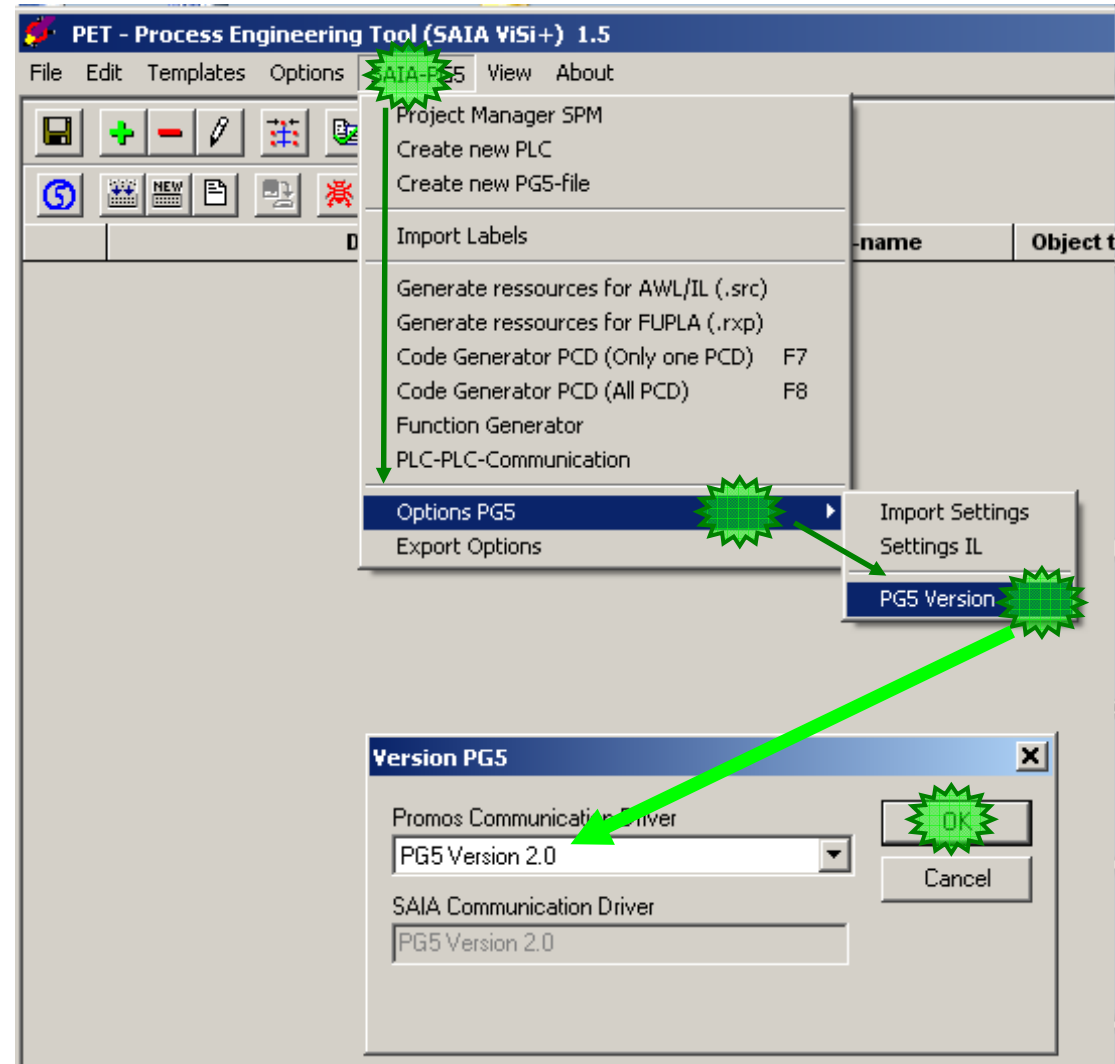 PET - Process Engineering Tool (SAIA ViSi+) 1.5
File Edit Templates Options SAIA-PG5 View About
Project Manager SPM
Create new PLC
Create new PG5-file
NEW
Import Labels
D -name Object t
Generate ressources for AWL/IL (.src)
Generate ressources for FUPLA (.rxp)
Code Generator PCD (Only one PCD) F7
Code Generator PCD (All PCD) F8
Function Generator
PLC-PLC-Communication
Options PG5
Export Options
Import Settings
Settings IL
PG5 Version
Version PG5
Promos Communication Driver
PG5 Version 2.0
OK
Cancel
SAIA Communication Driver
PG5 Version 2.0